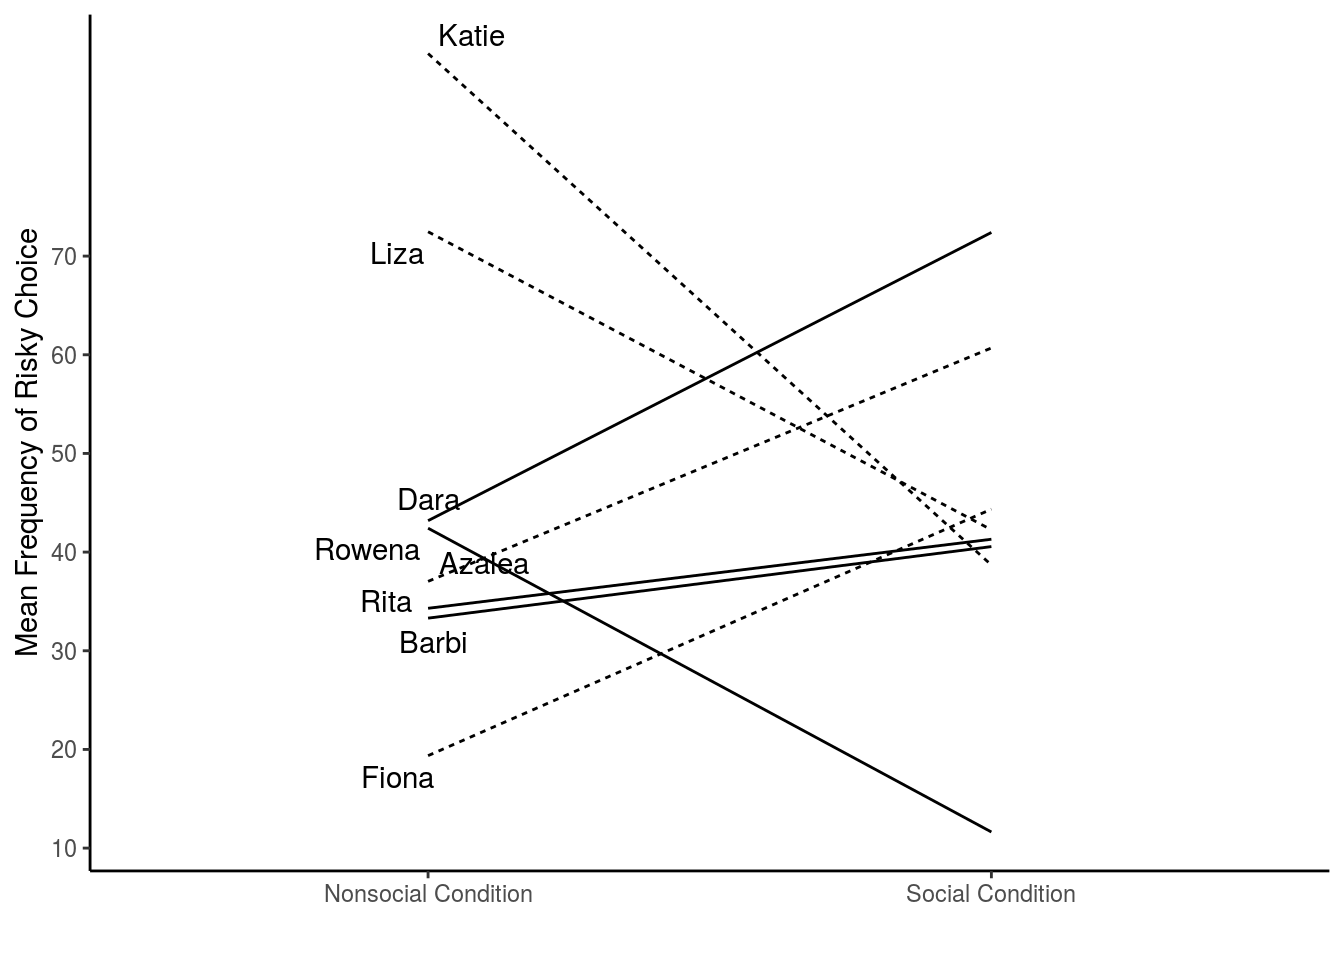 Katie
Liza
Dara
Rowena
Azalea
Rita
Barbi
Fiona
Mean Frequency of Risky Choice
70
60
50
40
30
20
10
Nonsocial Condition
Social Condition